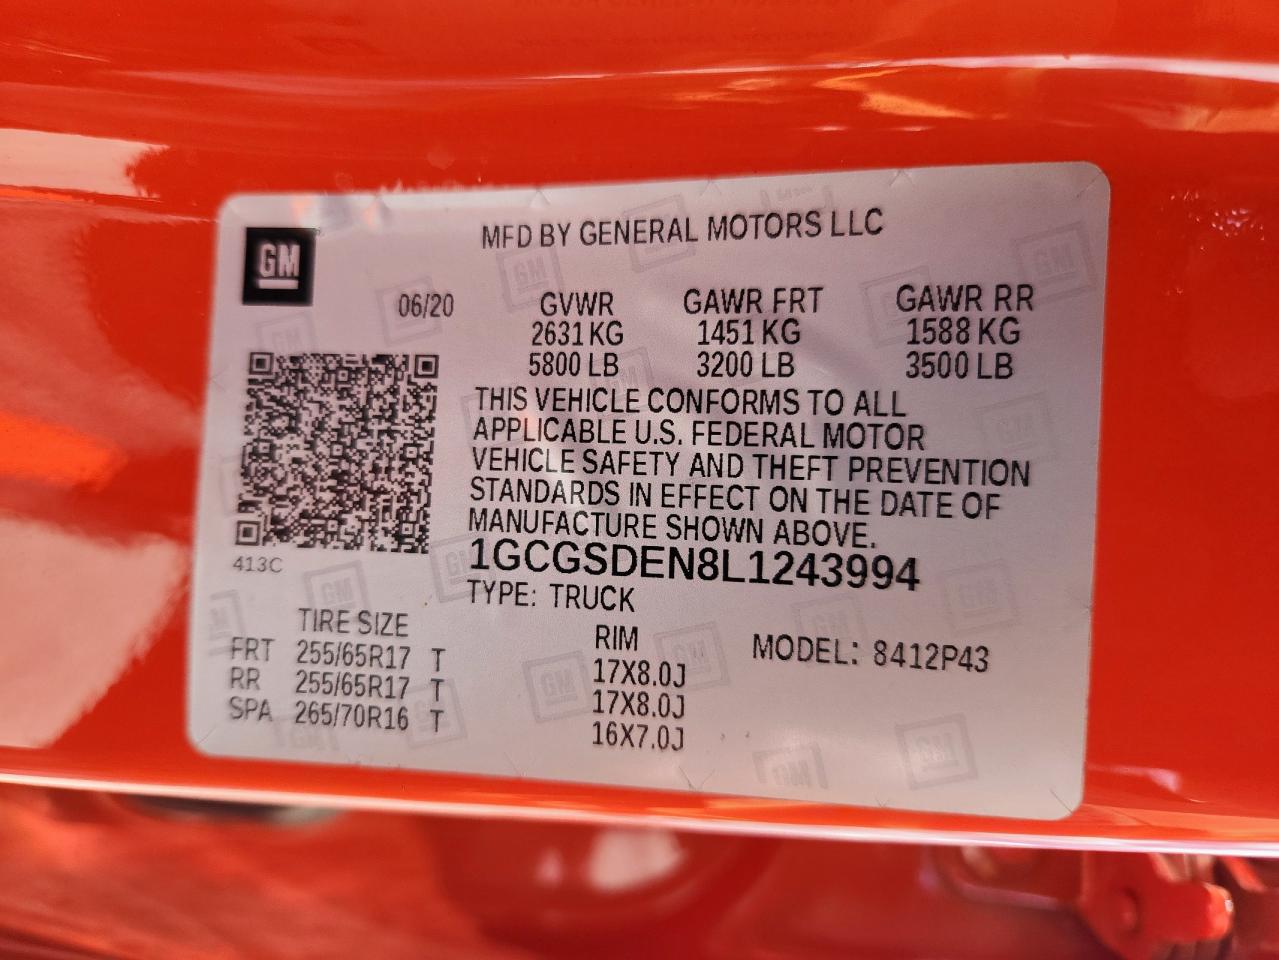 MFD BY GENERAL MOTORS LLC
GM
06/20
GVWR GAWR FRT GAWR RR
2631 KG 1451 KG 1588 KG
5800 LB 3200 LB 3500 LB
THIS VEHICLE CONFORMS TO ALL
APPLICABLE U.S. FEDERAL MOTOR
VEHICLE SAFETY AND THEFT PREVENTION
STANDARDS IN EFFECT ON THE DATE OF
MANUFACTURE SHOWN ABOVE.
1GCGSDEN8L1243994
413C
TYPE: TRUCK
TIRE SIZE RIM MODEL: 8412P43
FRT 255/65R17 T 17X8.0J
RR 255/65R17 T 17X8.0J
SPA 265/70R16 T 16X7.0J